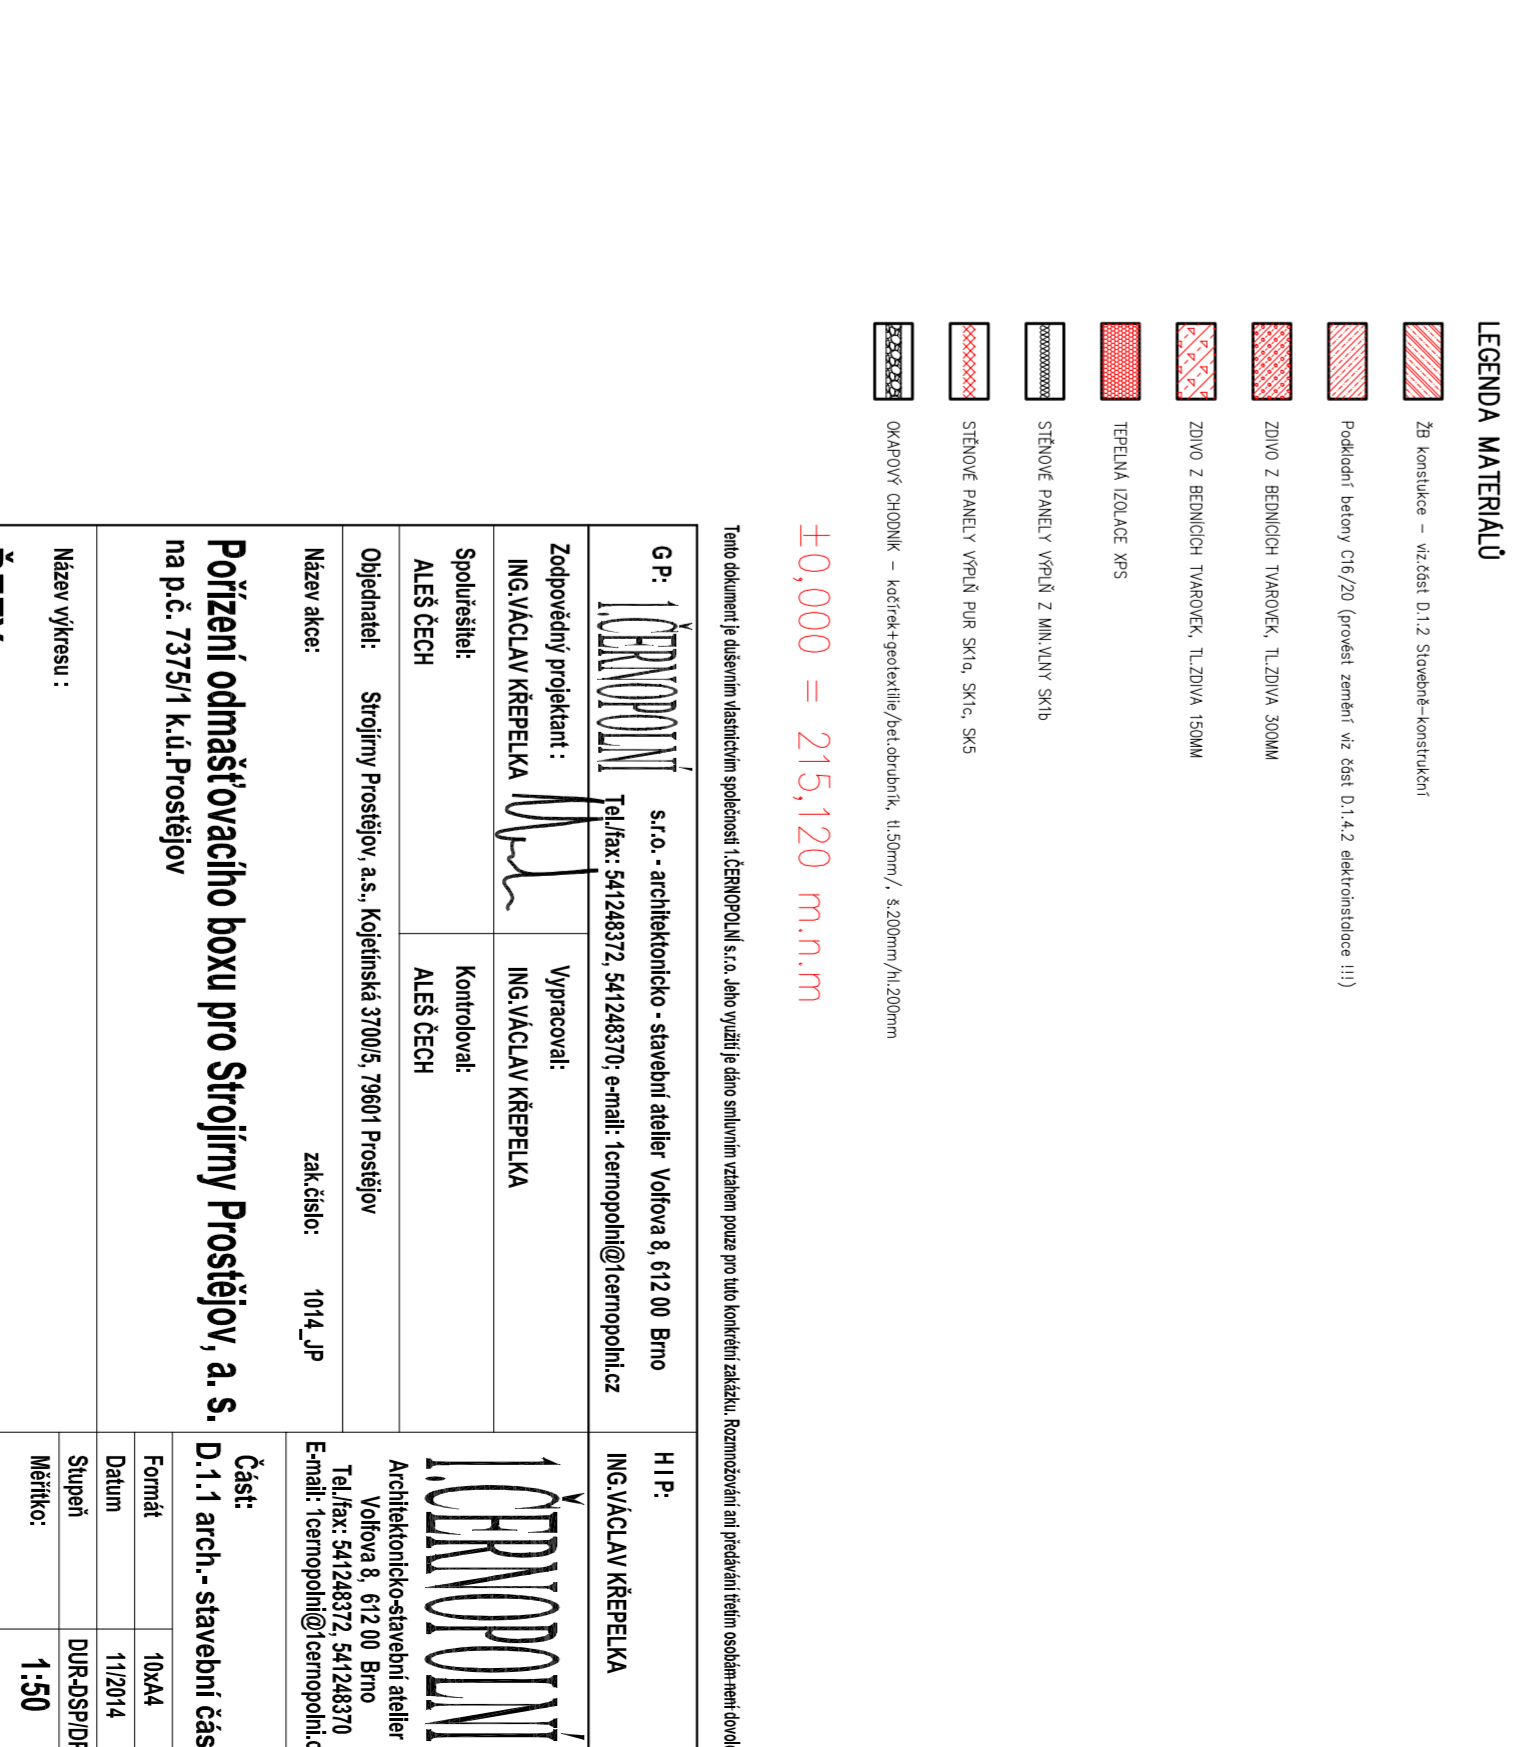 LEGENDA MATERIÁLŮ
ŽB konstukce – viz.část D.1.2 Stavebně–konstrukční
Podkladní betony C16/20 (provést zemění viz část D.1.4.2 elektroinstalace !!!)
ZDIVO Z BEDNÍCÍCH TVAROVEK, TL.ZDIVA 300MM
ZDIVO Z BEDNÍCÍCH TVAROVEK, TL.ZDIVA 150MM
TEPELNÁ IZOLACE XPS
STĚNOVÉ PANELY VÝPLŇ Z MIN.VLNY SK1b
STĚNOVÉ PANELY VÝPLŇ PUR SK1a, SK1c, SK5
OKAPOVÝ CHODNÍK – kačírek+geotextilie/bet.obrubník, tl.50mm/, š.200mm/hl.200mm
±0,000 = 215,120 m.n.m
Tento dokument je duševním vlastnictvím společnosti 1.ČERNOPOLNÍ s.r.o. Jeho využití je dáno smluvním vztahem pouze pro tuto konkrétní zakázku. Rozmnožování ani předávání třetím osobám není
G P: 1.ČERNOPOLNÍ s.r.o. - architektonicko - stavební atelier Volfova 8, 612 00 Brno
Tel./fax: 541248372, 541248370; e-mail: 1cernopolni@1cernopolni.cz
H I P:
ING.VÁCLAV KŘEPELKA
Zodpovědný projektant :
ING.VÁCLAV KŘEPELKA
Vypracoval:
ING.VÁCLAV KŘEPELKA
Spoluřešitel:
ALEŠ ČECH
Kontroloval:
ALEŠ ČECH
1.ČERNOPOLNÍ
Architektonicko-stavební atelier
Volfova 8, 612 00 Brno
Tel./fax: 541248372, 541248370
E-mail: 1cernopolni@1cernopolni.
Objednatel: Strojírny Prostějov, a.s., Kojetínská 3700/5, 79601 Prostějov
Název akce: zak.číslo: 1014_JP
Pořízení odmašťovacího boxu pro Strojírny Prostějov, a. s.
na p.č. 7375/1 k.ú.Prostějov
Část:
D.1.1 arch.- stavební čás
Formát 10xA4
Datum 11/2014
Stupeň DUR-DSP/DP
Měřítko: 1:50
Název výkresu :